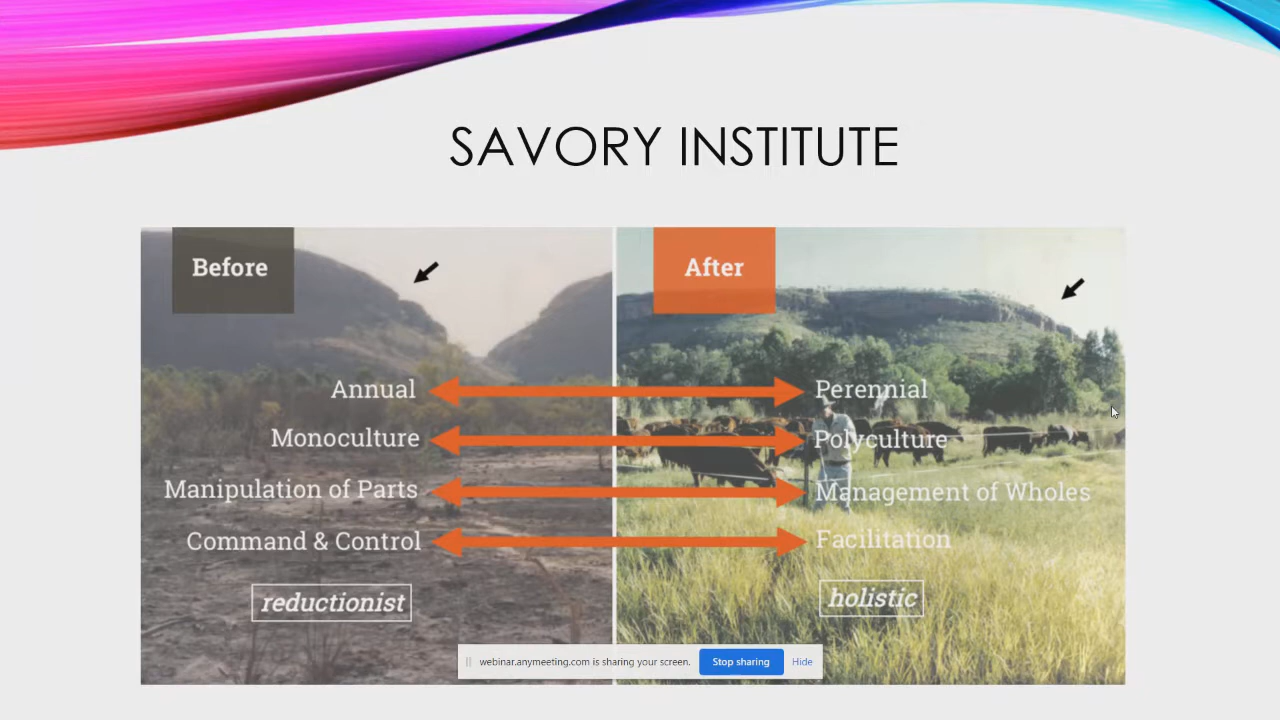 SAVORY INSTITUTE
Before
After
Annual
Perennial
Monoculture
Polyculture
Manipulation of Parts
Management of Wholes
Command & Control
Facilitation
reductionist
holistic
webinar.anymeeting.com is sharing your screen.
Stop sharing
Hide